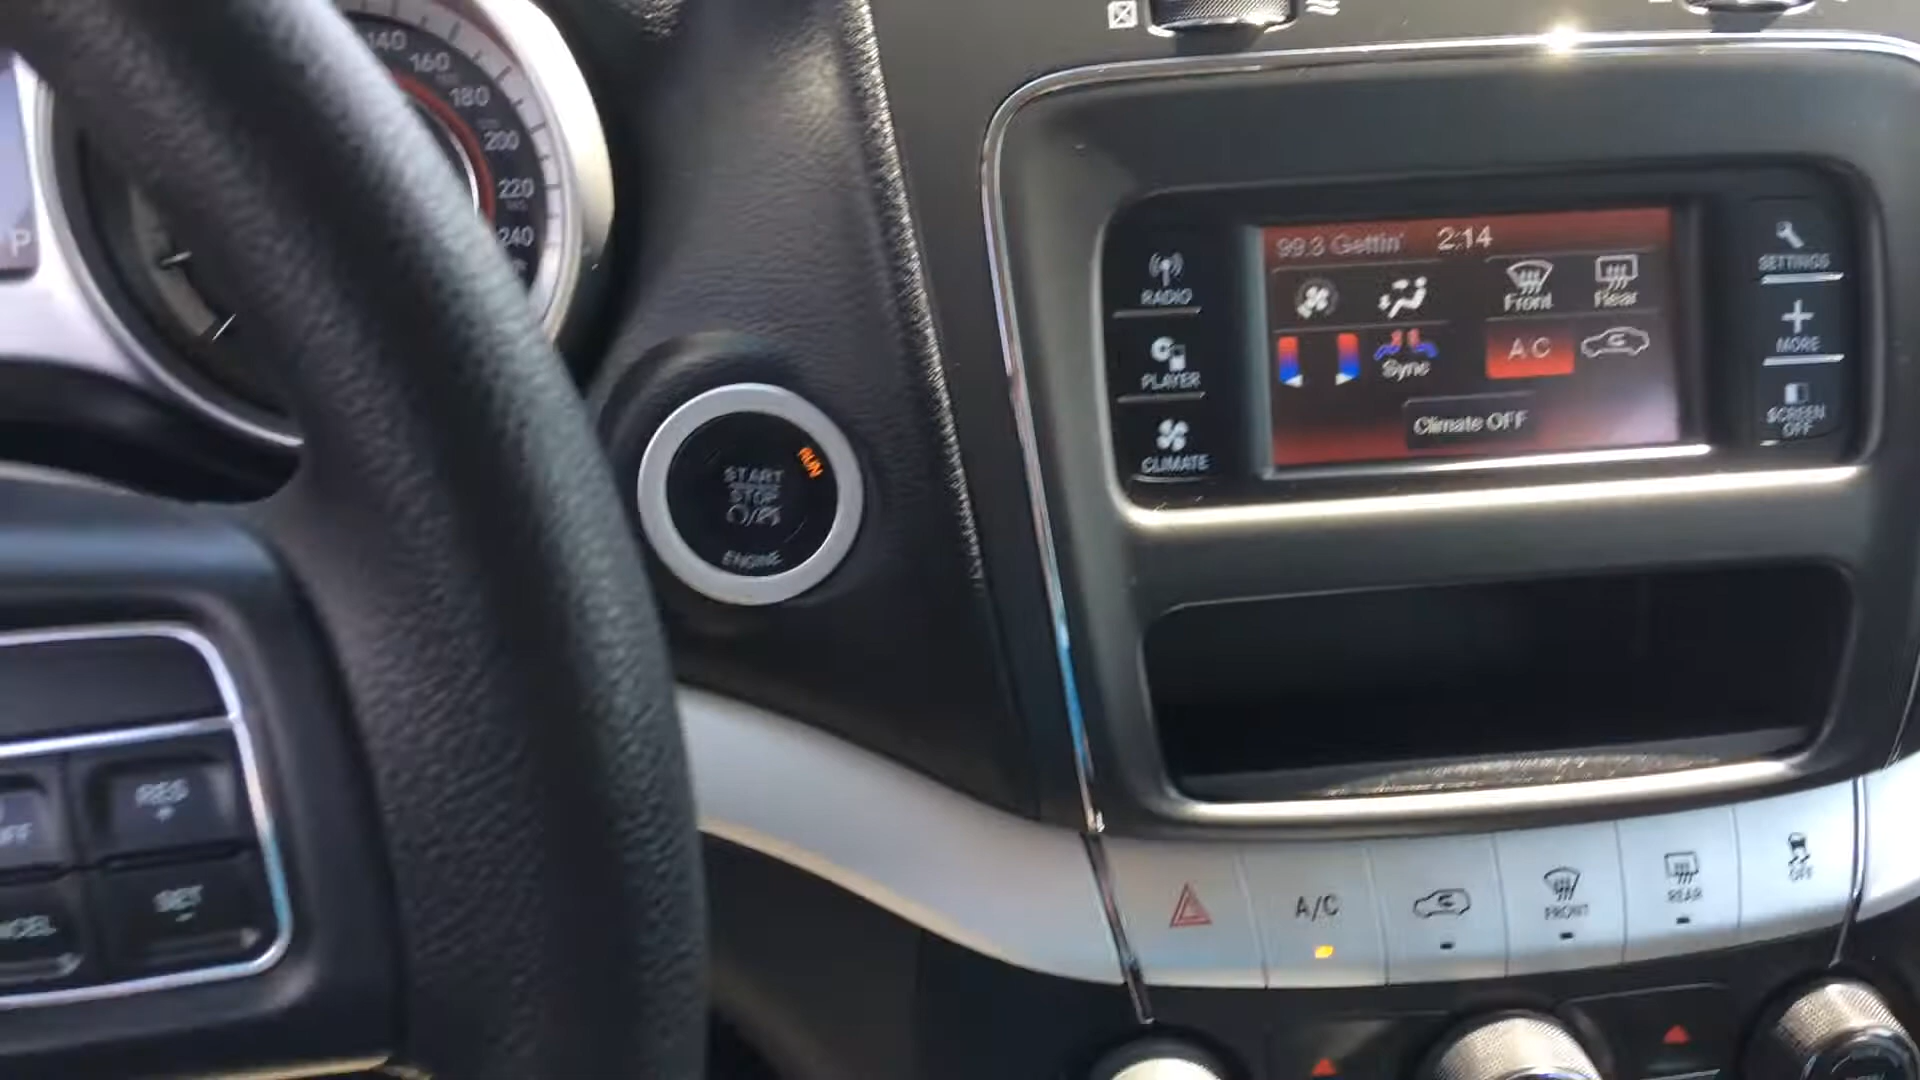 140
160
180
200
220
240
P
99.3 Gettin' 2:14
Front
Rear
Sync
A C
Climate OFF
RADIO
PLAYER
CLIMATE
SETTINGS
MORE
SCREEN
OFF
RUN
START
STOP
ENGINE
RES
+
SET
-
A/C
FRONT
REAR
OFF